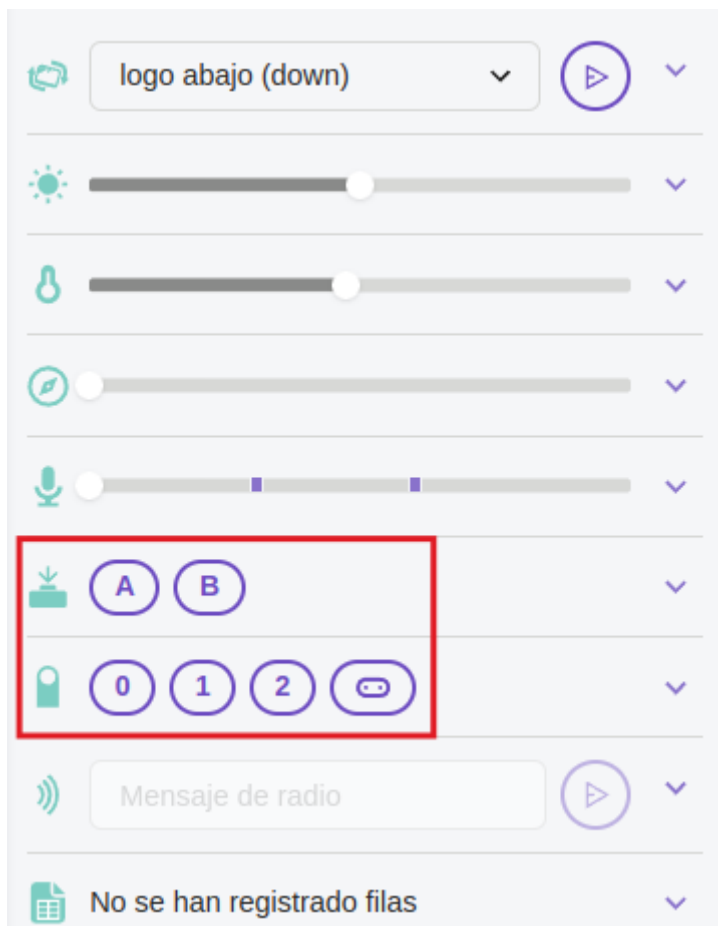 logo abajo (down)
A B
0 1 2
Mensaje de radio
No se han registrado filas